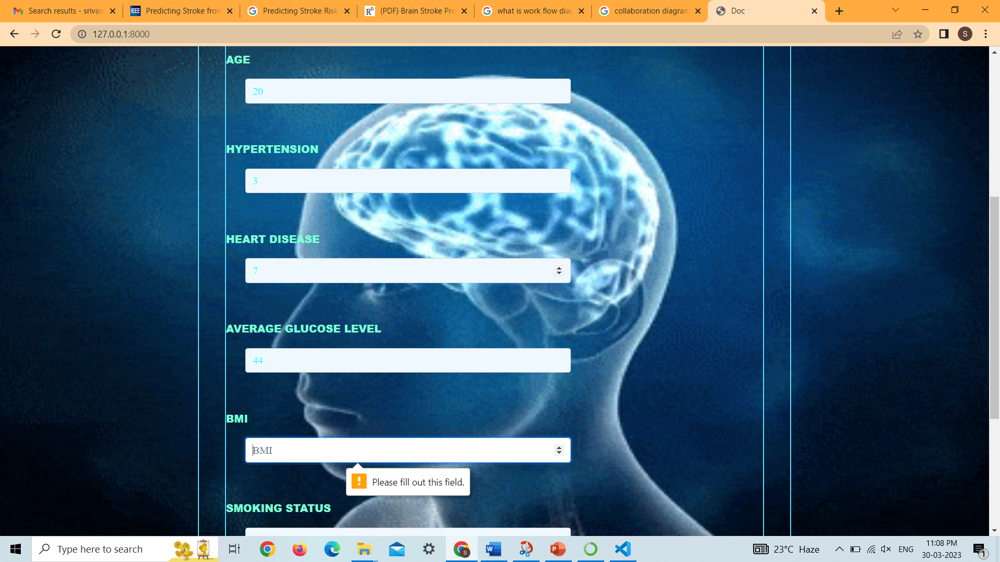 Search results - srivas
Predicting Stroke from
Predicting Stroke Risk
(PDF) Brain Stroke Pre
what is work flow diag
collaboration diagram
Doc
127.0.0.1:8000
S
AGE
20
HYPERTENSION
3
HEART DISEASE
7
AVERAGE GLUCOSE LEVEL
44
BMI
BMI
Please fill out this field.
SMOKING STATUS
Type here to search
23°C Haze
ENG
11:08 PM
30-03-2023
1